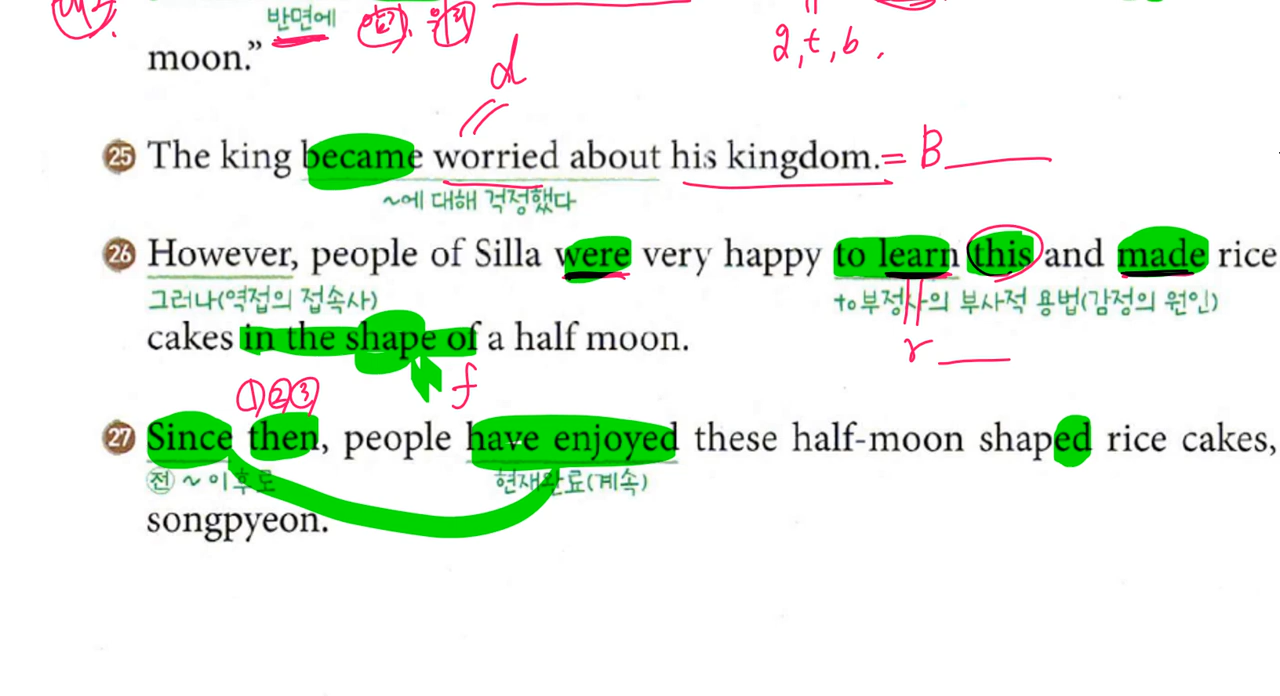 반면에
2, t, b.
moon.”
d
25 The king became worried about his kingdom. = B
~에 대해 걱정했다
26 However, people of Silla were very happy to learn this and made rice
그러나(역접의 접속사) to부정사의 부사적 용법(감정의 원인)
cakes in the shape of a half moon.
r
f
① ② ③
27 Since then, people have enjoyed these half-moon shaped rice cakes,
전 ~ 이후로 현재완료(계속)
songpyeon.